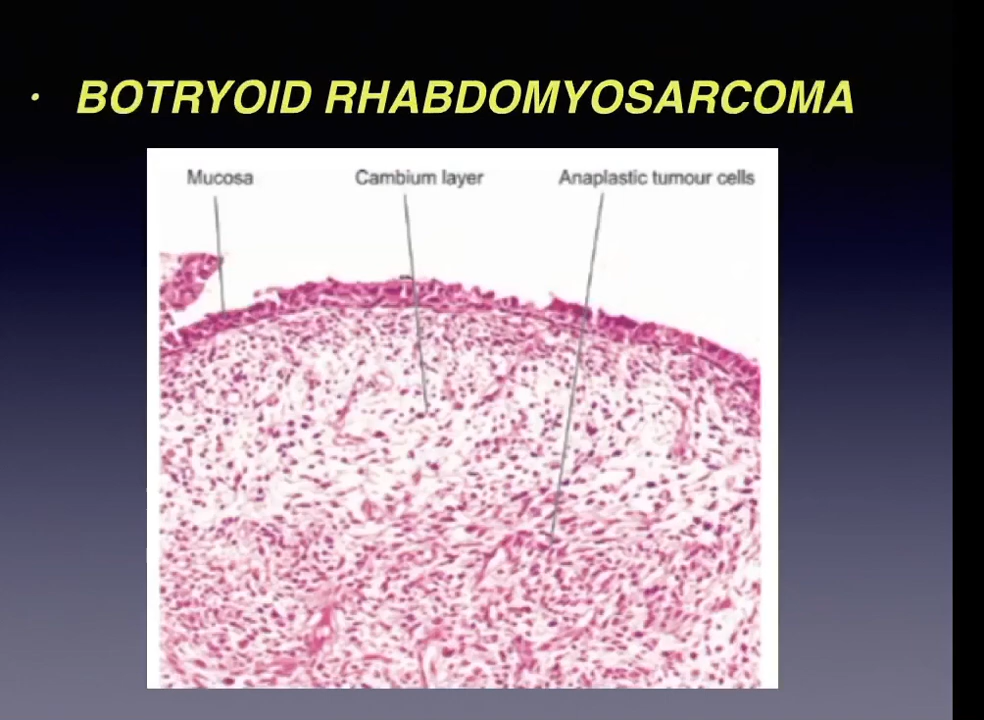 • BOTRYOID RHABDOMYOSARCOMA
Mucosa Cambium layer Anaplastic tumour cells